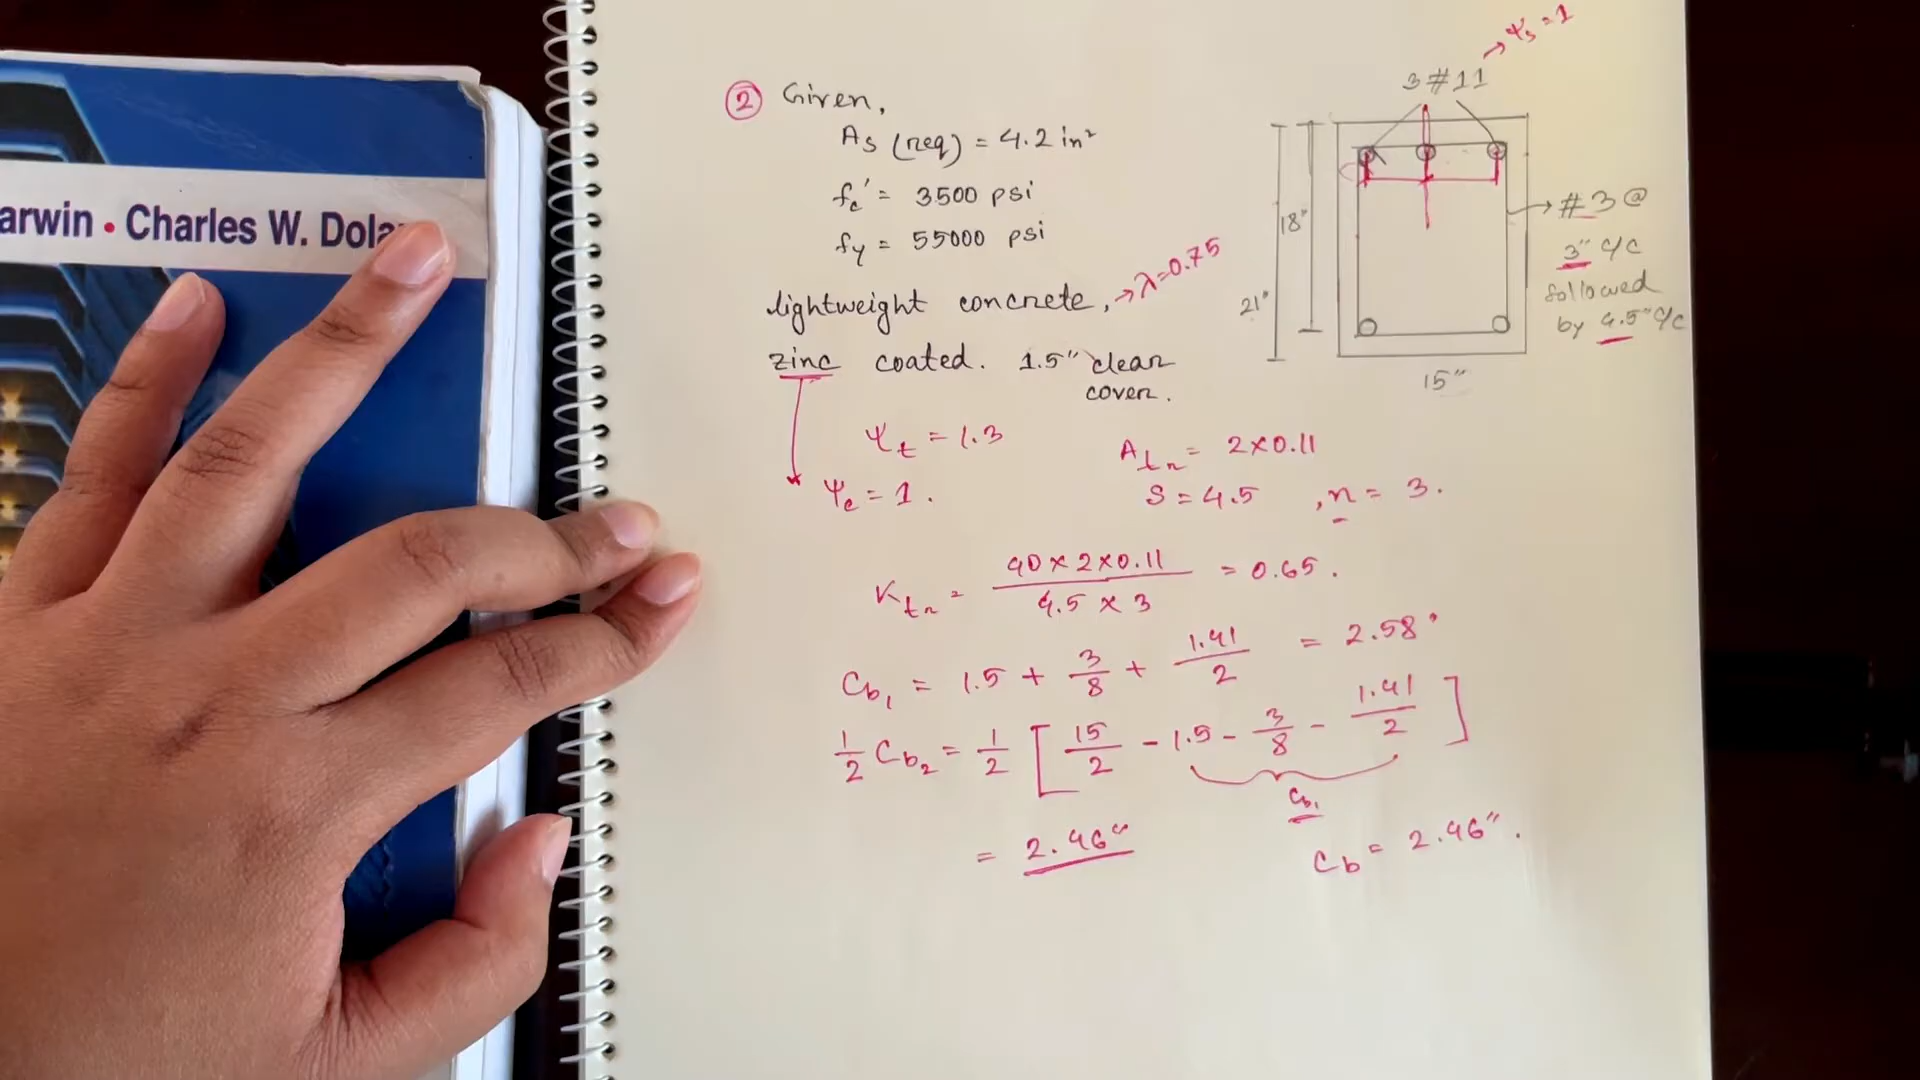 arwin • Charles W. Dola
② Given,
As (req) = 4.2 in²
fc' = 3500 psi
fy = 55000 psi
lightweight concrete, → λ=0.75
zinc coated. 1.5" clear
cover.
Ψt = 1.3
Ψe = 1.
Atr = 2×0.11
S = 4.5 , n = 3.
Ktr = (40 × 2×0.11) / (4.5 × 3) = 0.65.
Cb₁ = 1.5 + 3/8 + 1.41/2 = 2.58"
1/2 Cb₂ = 1/2 [ 15/2 - 1.5 - 3/8 - 1.41/2 ]
Cb₁
= 2.46"
Cb = 2.46".
→ Ψs = 1
3#11
18"
21"
15"
→ #3 @
3" c/c
followed
by 4.5" c/c